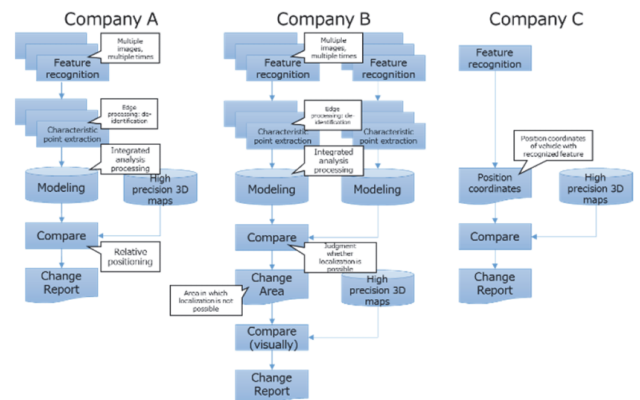 Company A
Multiple
images,
multiple times
Feature
recognition
Edge
processing: de-
identification
Characteristic
point extraction
Integrated
analysis
processing
Modeling
High
precision 3D
maps
Compare
Relative
positioning
Change
Report
Company B
Multiple
images,
multiple times
Feature
recognition
Feature
recognition
Edge
processing: de-
identification
Characteristic
point extraction
Characteristic
point extraction
Integrated
analysis
processing
Modeling
Modeling
Compare
Judgment
whether
localization is
possible
Change
Area
Area in which
localization is not
possible
High
precision 3D
maps
Compare
(visually)
Change
Report
Company C
Feature
recognition
Position coordinates
of vehicle with
recognized feature
Position
coordinates
High
precision 3D
maps
Compare
Change
Report